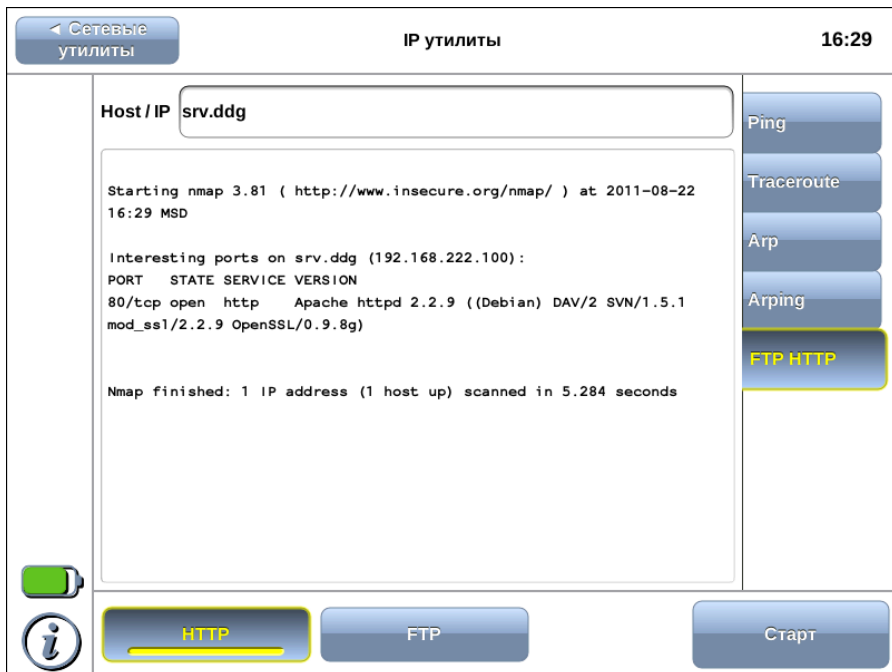 ◄ Сетевые
утилиты
IP утилиты
16:29
Host / IP srv.ddg
Ping
Traceroute
Arp
Arping
FTP HTTP
Starting nmap 3.81 ( http://www.insecure.org/nmap/ ) at 2011-08-22
16:29 MSD
Interesting ports on srv.ddg (192.168.222.100):
PORT STATE SERVICE VERSION
80/tcp open http Apache httpd 2.2.9 ((Debian) DAV/2 SVN/1.5.1
mod_ssl/2.2.9 OpenSSL/0.9.8g)
Nmap finished: 1 IP address (1 host up) scanned in 5.284 seconds
i
HTTP
FTP
Старт